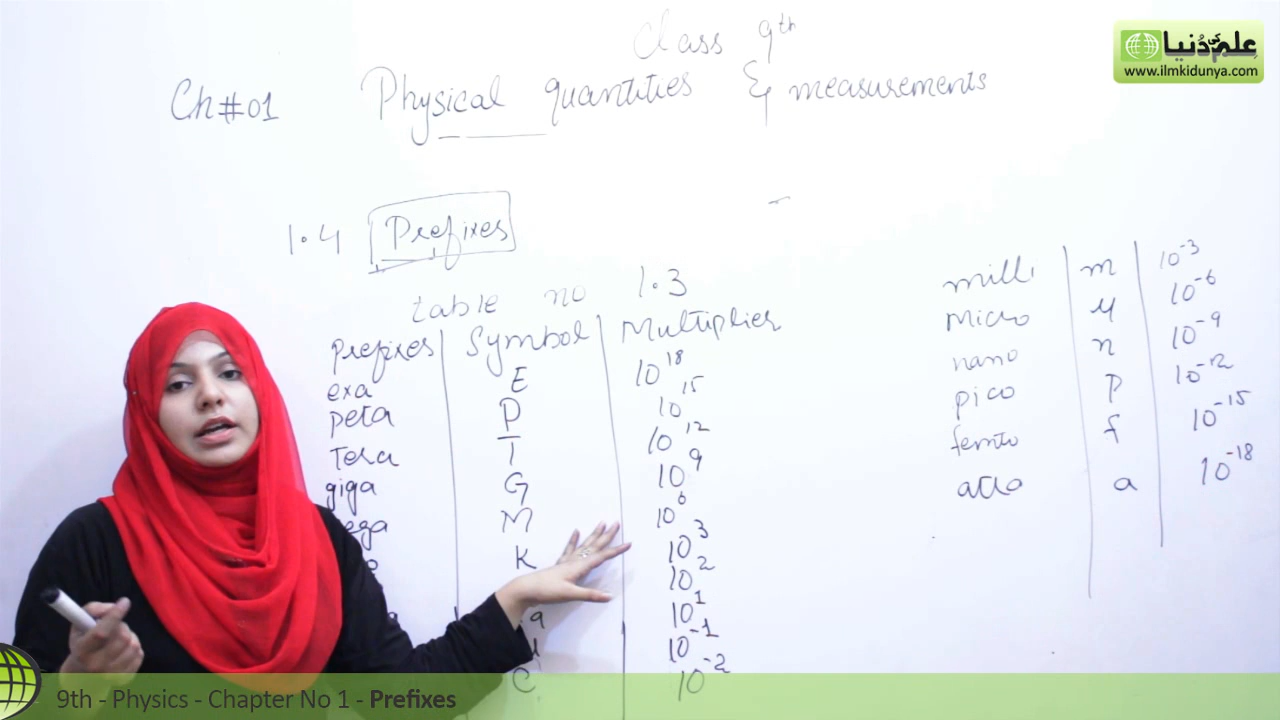 Class 9th
Ch#01 Physical quantities & measurements
علم کی دُنیا
www.ilmkidunya.com
1.4 Prefixes
table no 1.3
Prefixes Symbol Multiplier
exa E 10^18
peta P 10^15
Tera T 10^12
giga G 10^9
ega M 10^6
K 10^3
10^2
a 10^1
10^-1
C 10^-2
milli m 10^-3
micro μ 10^-6
nano n 10^-9
pico p 10^-12
femto f 10^-15
atto a 10^-18
9th - Physics - Chapter No 1 - Prefixes